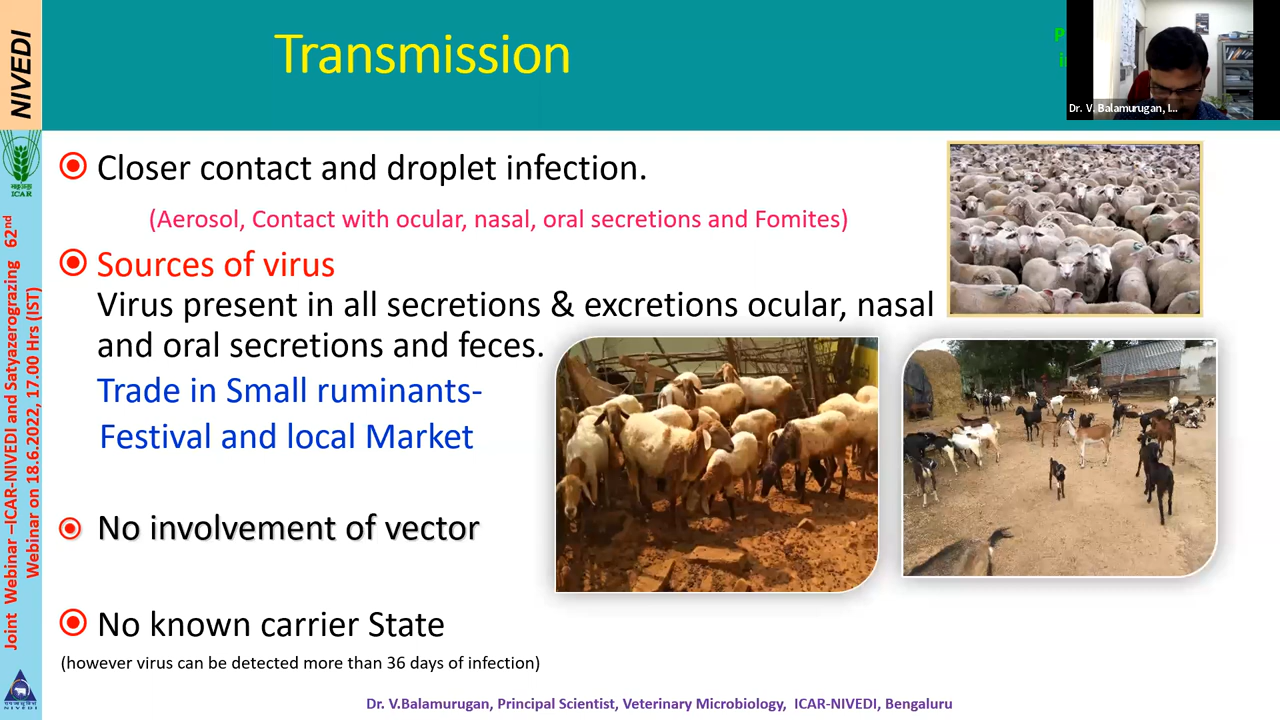 Transmission
Dr. V. Balamurugan, I...
Closer contact and droplet infection.
(Aerosol, Contact with ocular, nasal, oral secretions and Fomites)
Sources of virus
Virus present in all secretions & excretions ocular, nasal
and oral secretions and feces.
Trade in Small ruminants-
Festival and local Market
No involvement of vector
No known carrier State
(however virus can be detected more than 36 days of infection)
Dr. V.Balamurugan, Principal Scientist, Veterinary Microbiology, ICAR-NIVEDI, Bengaluru
NIVEDI
ICAR
Joint Webinar –ICAR-NIVEDI and Satyazerograzing 62nd
Webinar on 18.6.2022, 17.00 Hrs (IST)
NIVEDI